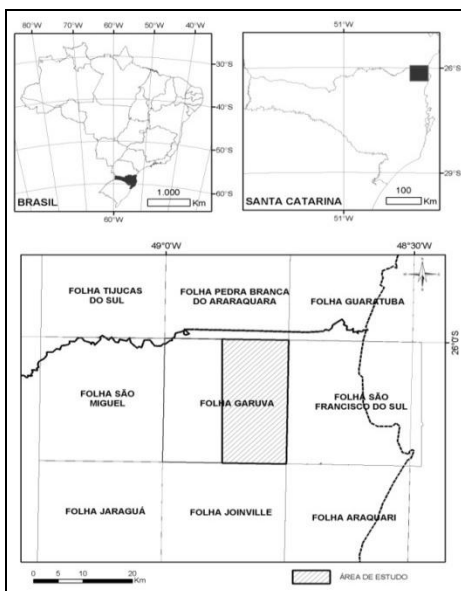 80°W 70°W 60°W 50°W 40°W 30°W
30°S
40°S
50°S
60°S
60°W
BRASIL
1.000
Km
51°W
26°S
29°S
51°W
100
Km
SANTA CATARINA
49°0'W
48°30'W
FOLHA TIJUCAS
DO SUL
FOLHA PEDRA BRANCA
DO ARARAQUARA
FOLHA GUARATUBA
26°0'S
FOLHA SÃO
MIGUEL
FOLHA GARUVA
FOLHA SÃO
FRANCISCO DO SUL
FOLHA JARAGUÁ
FOLHA JOINVILLE
FOLHA ARAQUARI
0 5 10 20
Km
ÁREA DE ESTUDO